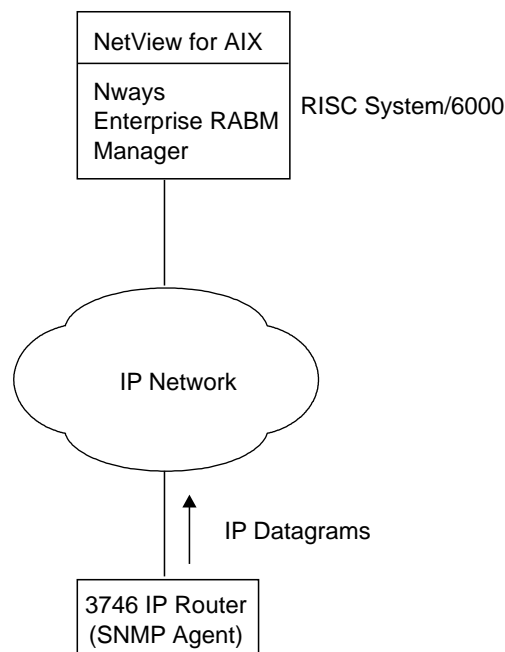 NetView for AIX
Nways
Enterprise RABM
Manager
RISC System/6000
IP Network
IP Datagrams
3746 IP Router
(SNMP Agent)